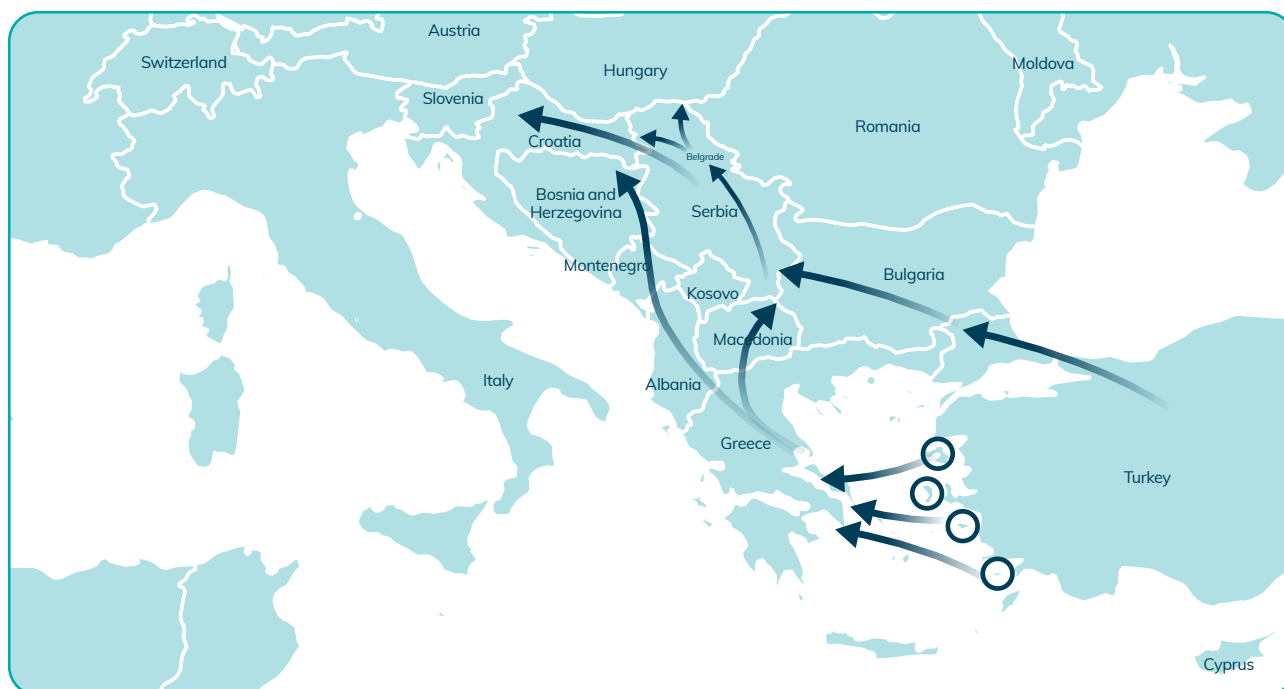 Austria
Switzerland
Hungary
Moldova
Slovenia
Romania
Croatia
Belgrade
Bosnia and
Herzegovina
Serbia
Montenegro
Bulgaria
Kosovo
Macedonia
Italy
Albania
Greece
Turkey
Cyprus